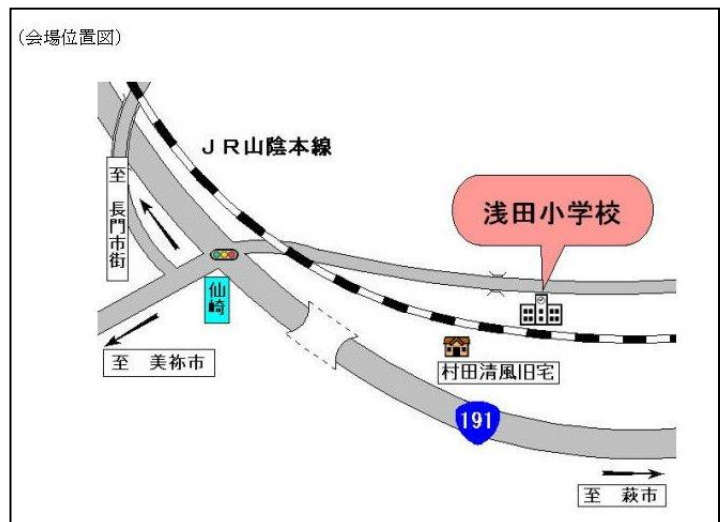 (会場位置図)
JR山陰本線
至 長門市街
浅田小学校
仙崎
至 美祢市
村田清風旧宅
191
至 萩市